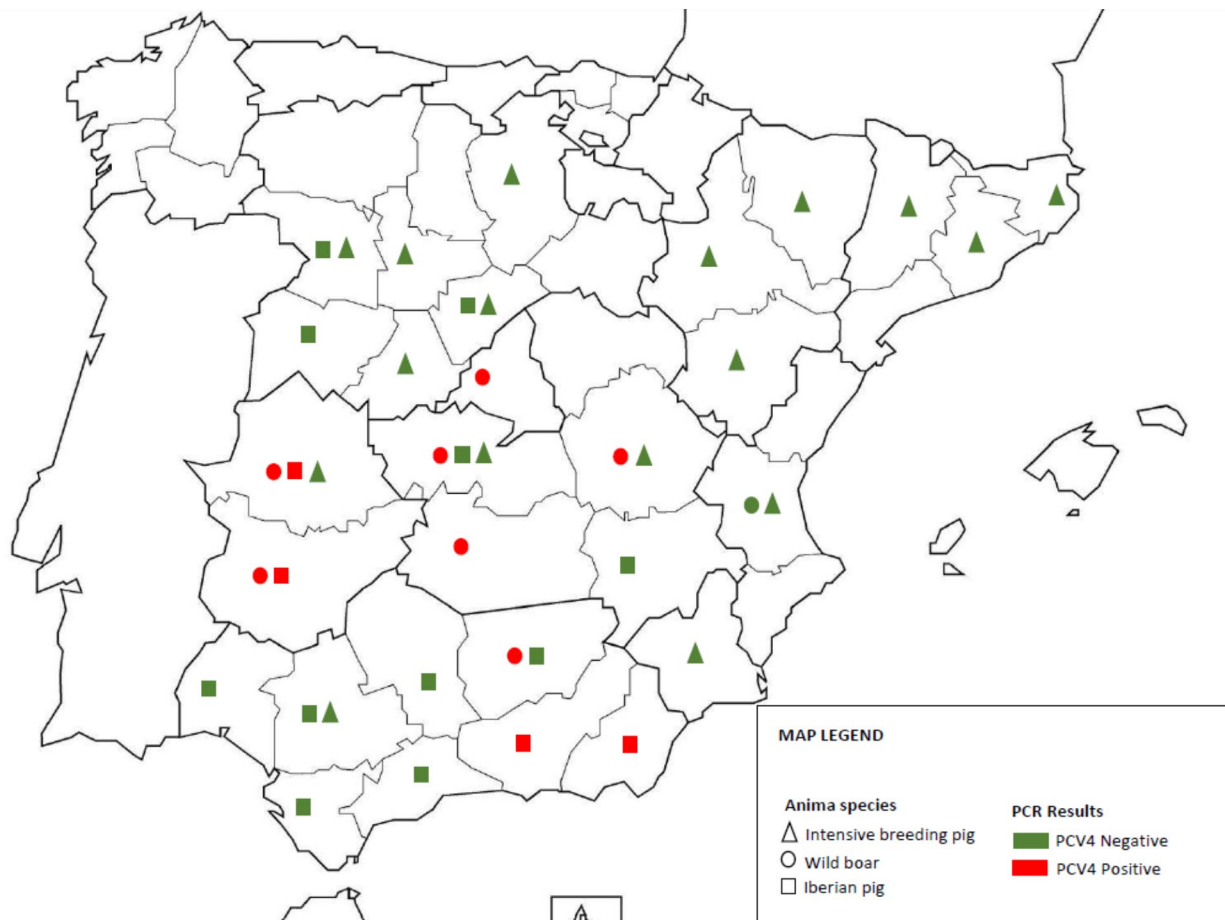 MAP LEGEND
Anima species
Intensive breeding pig
Wild boar
Iberian pig
PCR Results
PCV4 Negative
PCV4 Positive